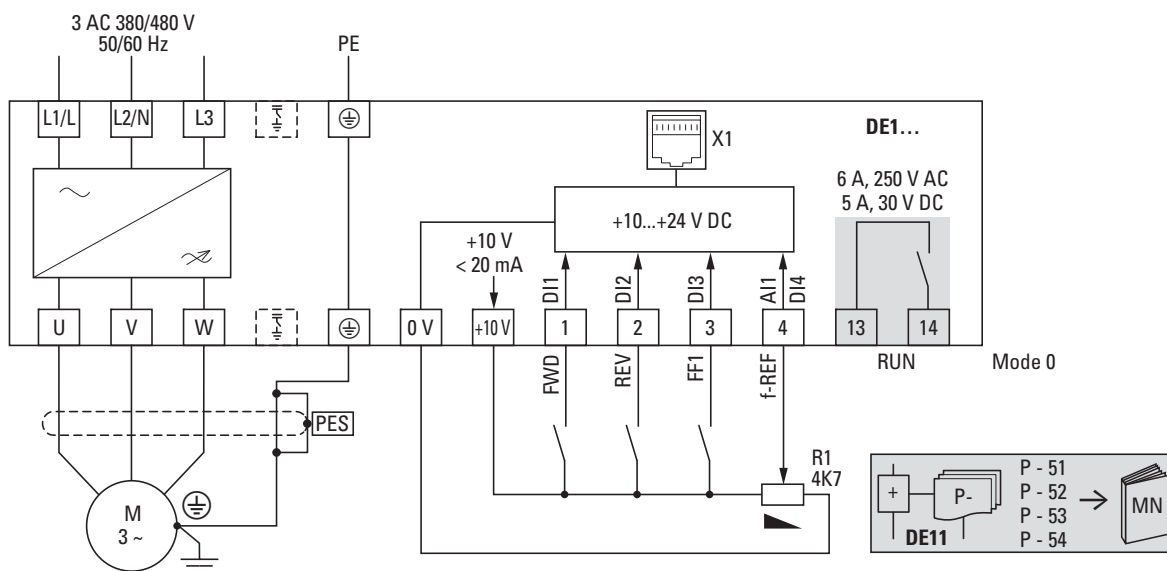 3 AC 380/480 V
50/60 Hz
PE
L1/L
L2/N
L3
X1
DE1…
6 A, 250 V AC
5 A, 30 V DC
+10...+24 V DC
+10 V
< 20 mA
DI1
DI2
DI3
AI1
DI4
U
V
W
0 V
+10 V
1
2
3
4
13
14
FWD
REV
FF1
f-REF
RUN
Mode 0
PES
R1
4K7
M
3 ~
+
P-
DE11
P - 51
P - 52
P - 53
P - 54
MN